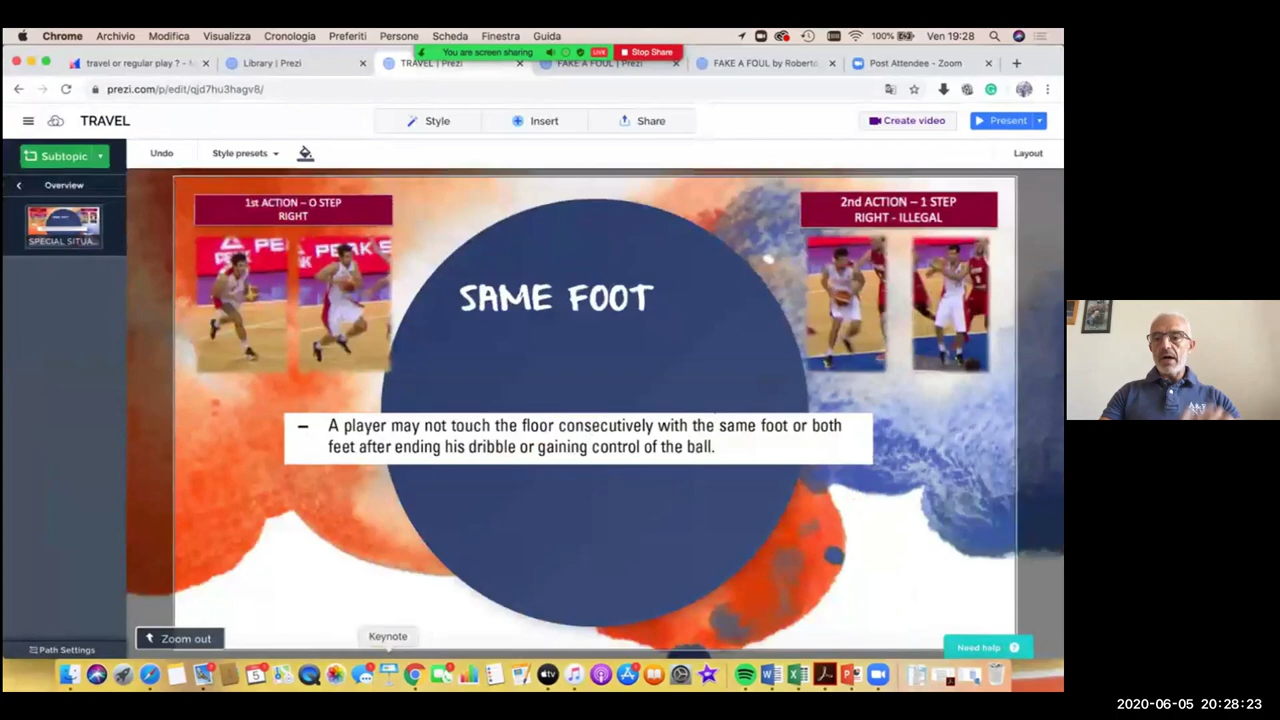 Chrome Archivio Modifica Visualizza Cronologia Preferiti Persone Scheda Finestra Guida 100% Ven 19:28
You are screen sharing LIVE Stop Share
travel or regular play ? - Library | Prezi TRAVEL | Prezi FAKE A FOUL | Prezi FAKE A FOUL by Roberto Post Attendee - Zoom
prezi.com/p/edit/qjd7hu3hagv8/
TRAVEL Style Insert Share Create video Present
Subtopic Undo Style presets Layout
Overview
SPECIAL SITUA...
1st ACTION – O STEP
RIGHT
2nd ACTION – 1 STEP
RIGHT - ILLEGAL
PEAK
PEAK
SAME FOOT
– A player may not touch the floor consecutively with the same foot or both
feet after ending his dribble or gaining control of the ball.
Zoom out
Keynote
Need help ?
Path Settings
2020-06-05 20:28:23